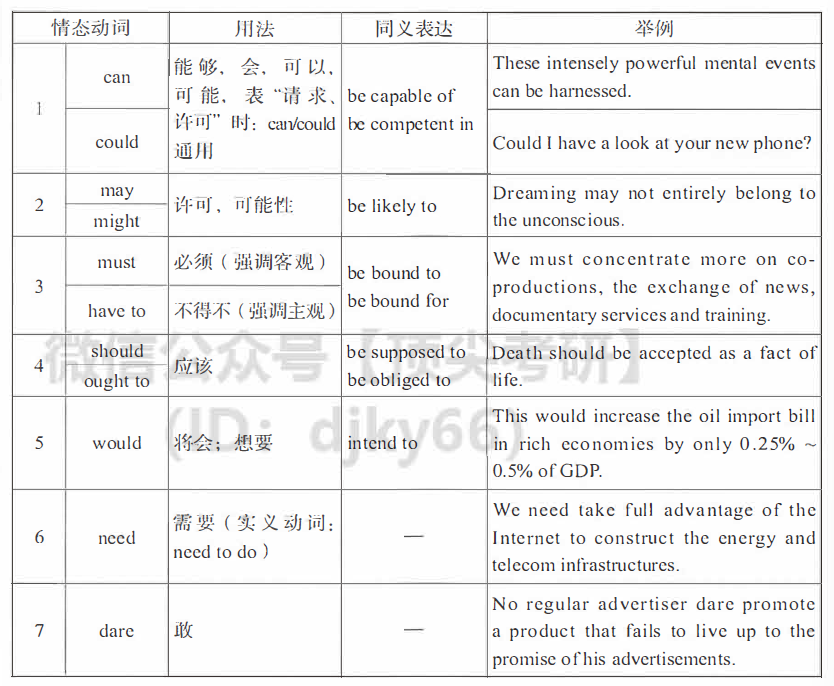 情态动词 用法 同义表达 举例
1 can 能够，会，可以，可能，表“请求、许可”时：can/could通用 be capable of These intensely powerful mental events
can be harnessed.
could be competent in Could I have a look at your new phone?
2 may 许可，可能性 be likely to Dreaming may not entirely belong to
might the unconscious.
3 must 必须（强调客观） be bound to We must concentrate more on co-
productions, the exchange of news,
have to 不得不（强调主观） be bound for documentary services and training.
4 should 应该 be supposed to Death should be accepted as a fact of
ought to be obliged to life.
微信公众号【顶尖考研】
(ID: djky66)
5 would 将会；想要 intend to This would increase the oil import bill
in rich economies by only 0.25% ~
0.5% of GDP.
6 need 需要（实义动词：
need to do） — We need take full advantage of the
Internet to construct the energy and
telecom infrastructures.
7 dare 敢 — No regular advertiser dare promote
a product that fails to live up to the
promise of his advertisements.